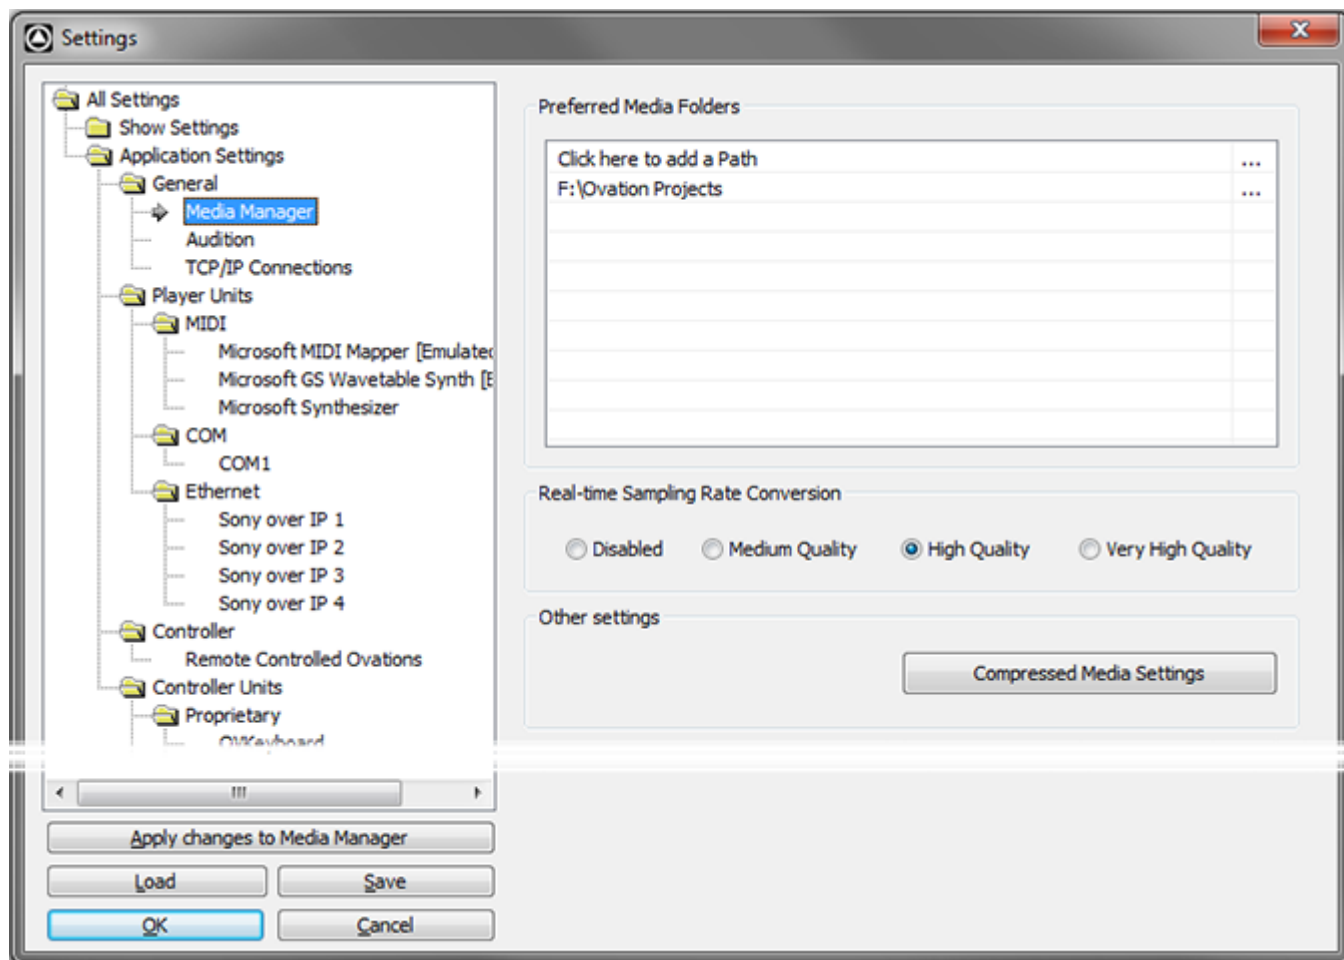 Settings
All Settings
Show Settings
Application Settings
General
Media Manager
Audition
TCP/IP Connections
Player Units
MIDI
Microsoft MIDI Mapper [Emulated
Microsoft GS Wavetable Synth [E
Microsoft Synthesizer
COM
COM1
Ethernet
Sony over IP 1
Sony over IP 2
Sony over IP 3
Sony over IP 4
Controller
Remote Controlled Ovations
Controller Units
Proprietary
OVKeyboard
Apply changes to Media Manager
Load Save
OK Cancel
Preferred Media Folders
Click here to add a Path ...
F:\Ovation Projects ...
Real-time Sampling Rate Conversion
Disabled Medium Quality High Quality Very High Quality
Other settings
Compressed Media Settings